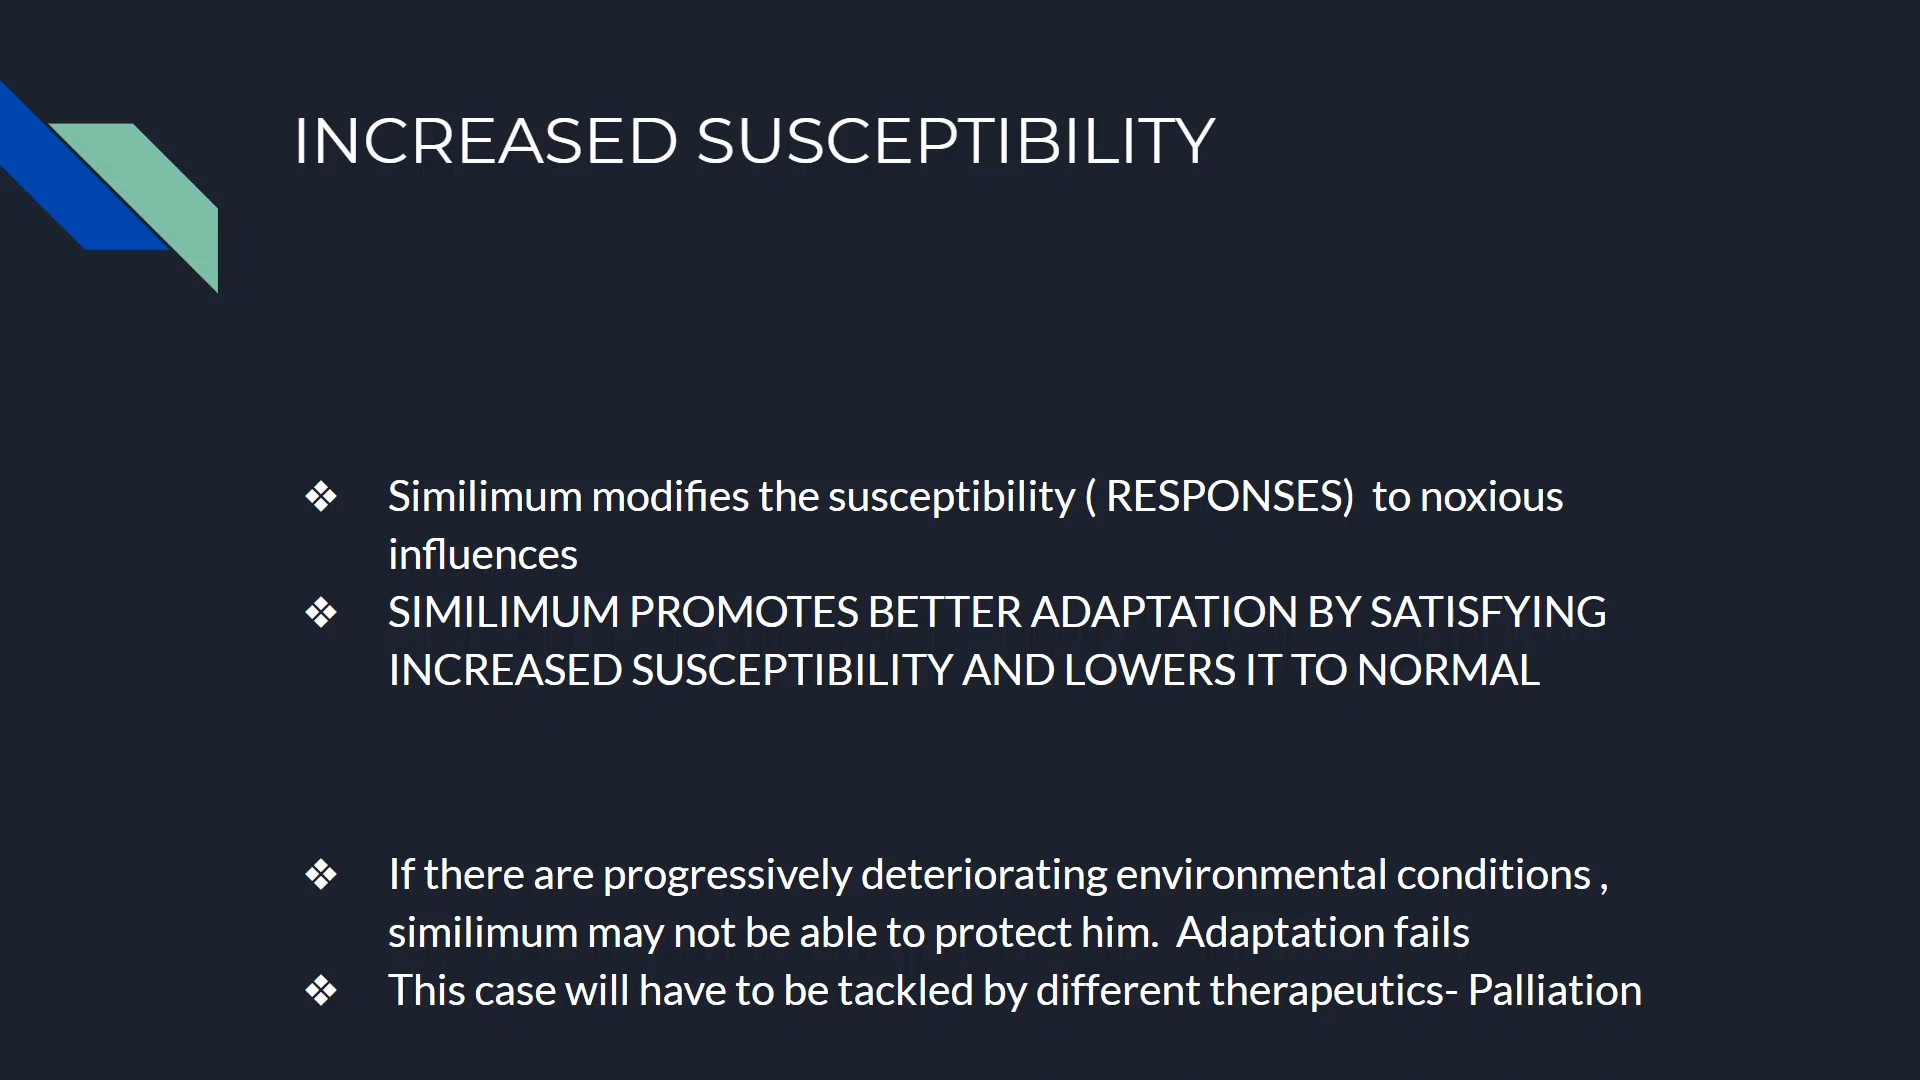 INCREASED SUSCEPTIBILITY
❖ Similimum modifies the susceptibility ( RESPONSES)  to noxious
influences
❖ SIMILIMUM PROMOTES BETTER ADAPTATION BY SATISFYING
INCREASED SUSCEPTIBILITY AND LOWERS IT TO NORMAL
❖ If there are progressively deteriorating environmental conditions ,
similimum may not be able to protect him.  Adaptation fails
❖ This case will have to be tackled by different therapeutics- Palliation